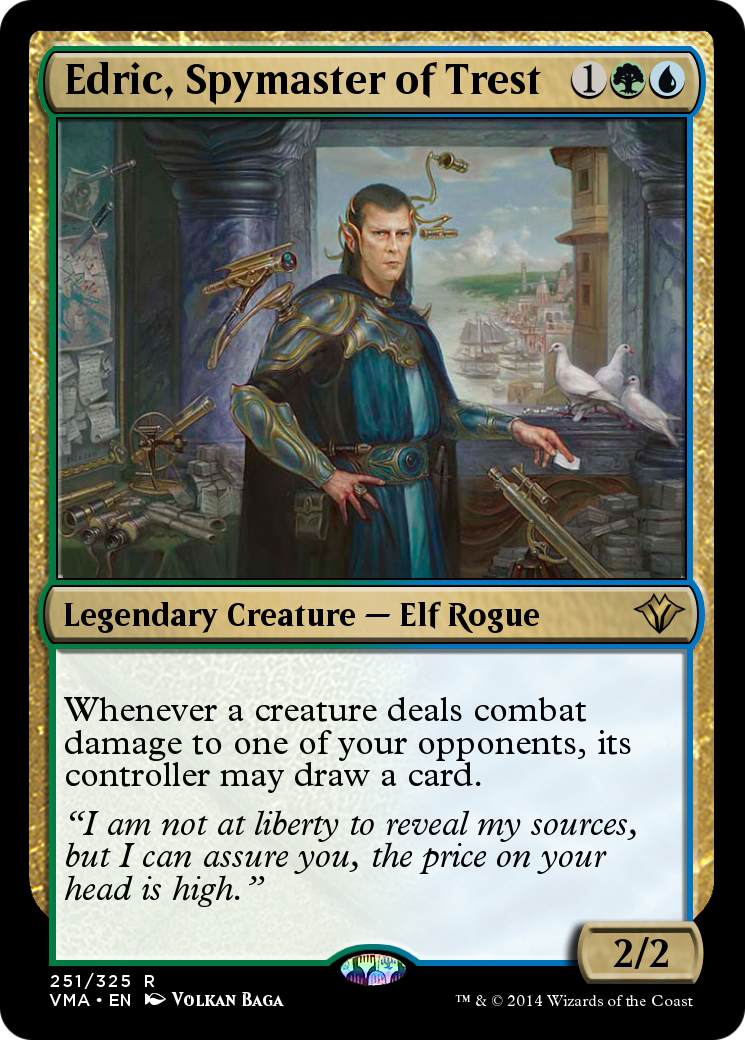 Edric, Spymaster of Trest 1
Legendary Creature — Elf Rogue
Whenever a creature deals combat
damage to one of your opponents, its
controller may draw a card.
“I am not at liberty to reveal my sources,
but I can assure you, the price on your
head is high.”
2/2
251/325 R
VMA • EN Volkan Baga
™ & © 2014 Wizards of the Coast